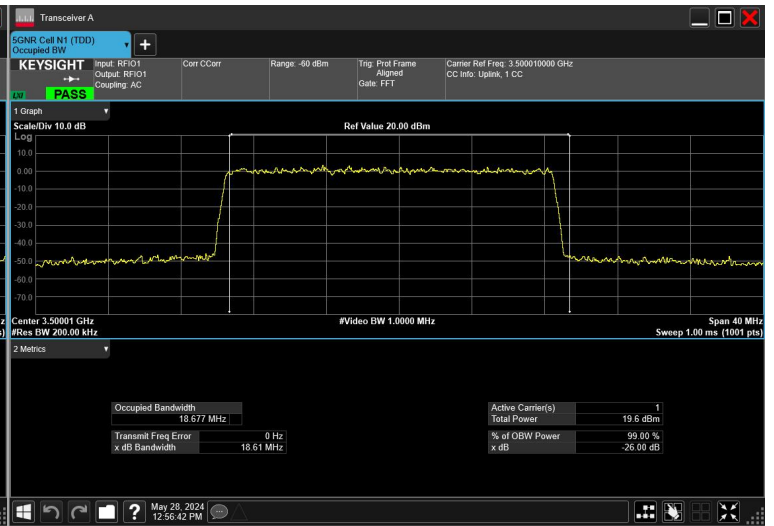 Transceiver A
5GNR Cell N1 (TDD)
Occupied BW
+
KEYSIGHT
Input: RFIO1
Output: RFIO1
Coupling: AC
Corr CCorr
Range: -60 dBm
Trig: Prot Frame
Aligned
Gate: FFT
Carrier Ref Freq: 3.500010000 GHz
CC Info: Uplink, 1 CC
LXI
PASS
1 Graph
Scale/Div 10.0 dB
Ref Value 20.00 dBm
Log
10.0
0.00
-10.0
-20.0
-30.0
-40.0
-50.0
-60.0
-70.0
z
Center 3.50001 GHz
#Video BW 1.0000 MHz
Span 40 MHz
s)
#Res BW 200.00 kHz
Sweep 1.00 ms (1001 pts)
2 Metrics
Occupied Bandwidth
18.677 MHz
Active Carrier(s) 1
Total Power 19.6 dBm
Transmit Freq Error 0 Hz
x dB Bandwidth 18.61 MHz
% of OBW Power 99.00 %
x dB -26.00 dB
?
May 28, 2024
12:56:42 PM